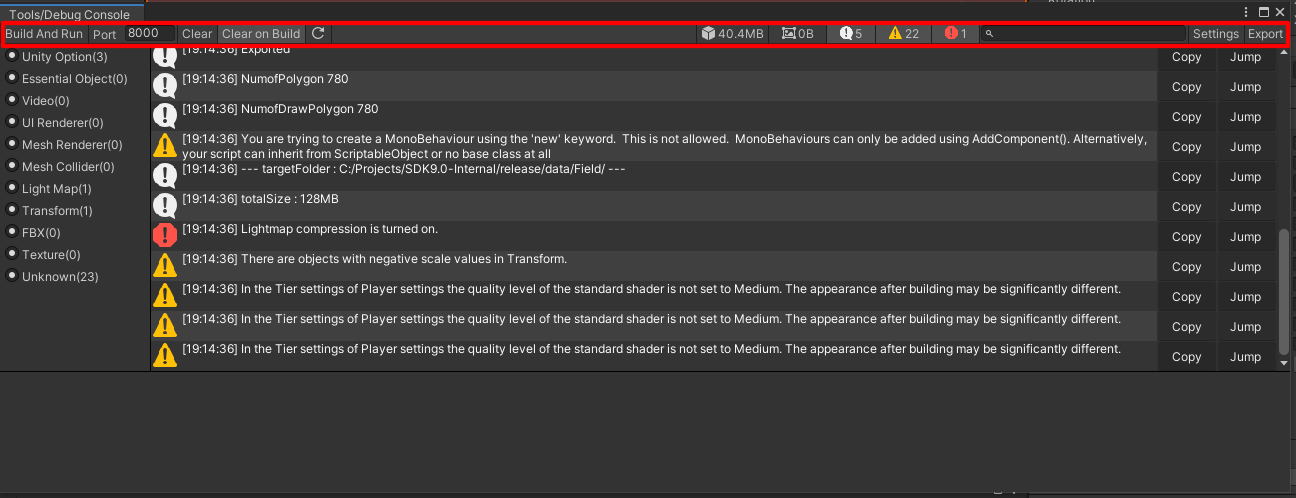 Tools/Debug Console
Build And Run Port 8000 Clear Clear on Build 40.4MB 0B 5 22 1 Settings Export
Unity Option(3)
Essential Object(0)
Video(0)
UI Renderer(0)
Mesh Renderer(0)
Mesh Collider(0)
Light Map(1)
Transform(1)
FBX(0)
Texture(0)
Unknown(23)
[19:14:36] Exported Copy Jump
[19:14:36] NumofPolygon 780 Copy Jump
[19:14:36] NumofDrawPolygon 780 Copy Jump
[19:14:36] You are trying to create a MonoBehaviour using the 'new' keyword.  This is not allowed.  MonoBehaviours can only be added using AddComponent(). Alternatively,
your script can inherit from ScriptableObject or no base class at all Copy Jump
[19:14:36] --- targetFolder : C:/Projects/SDK9.0-Internal/release/data/Field/ --- Copy Jump
[19:14:36] totalSize : 128MB Copy Jump
[19:14:36] Lightmap compression is turned on. Copy Jump
[19:14:36] There are objects with negative scale values in Transform. Copy Jump
[19:14:36] In the Tier settings of Player settings the quality level of the standard shader is not set to Medium. The appearance after building may be significantly different. Copy Jump
[19:14:36] In the Tier settings of Player settings the quality level of the standard shader is not set to Medium. The appearance after building may be significantly different. Copy Jump
[19:14:36] In the Tier settings of Player settings the quality level of the standard shader is not set to Medium. The appearance after building may be significantly different. Copy Jump